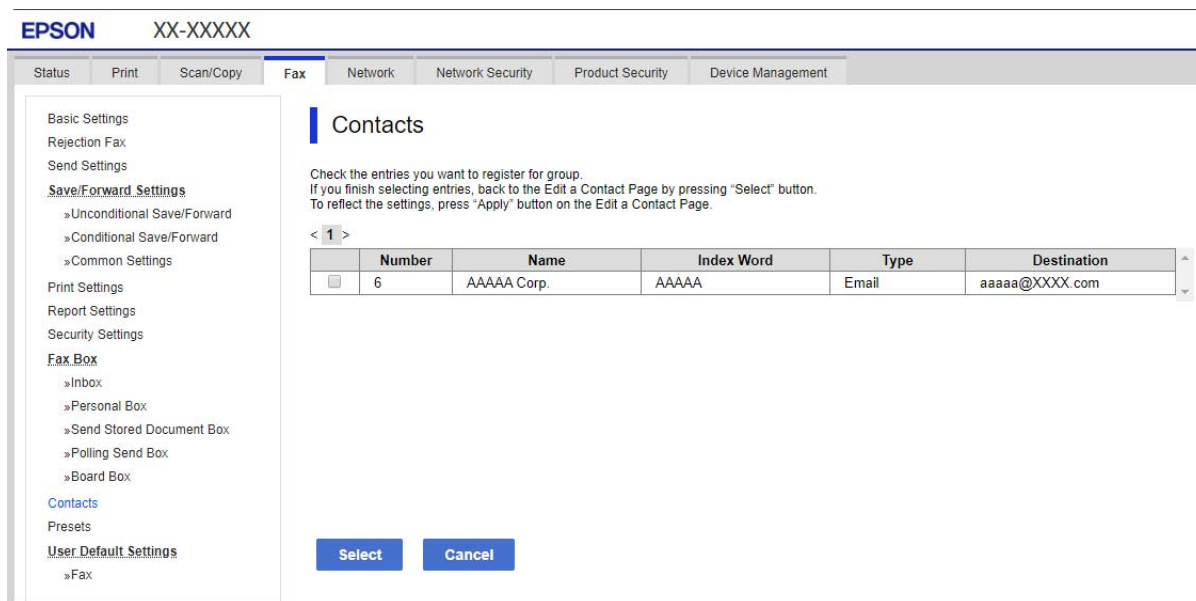 EPSON XX-XXXXX
Status Print Scan/Copy Fax Network Network Security Product Security Device Management
Basic Settings
Rejection Fax
Send Settings
Save/Forward Settings
»Unconditional Save/Forward
»Conditional Save/Forward
»Common Settings
Print Settings
Report Settings
Security Settings
Fax Box
»Inbox
»Personal Box
»Send Stored Document Box
»Polling Send Box
»Board Box
Contacts
Presets
User Default Settings
»Fax
Contacts
Check the entries you want to register for group.
If you finish selecting entries, back to the Edit a Contact Page by pressing "Select" button.
To reflect the settings, press "Apply" button on the Edit a Contact Page.
< 1 >
Number Name Index Word Type Destination
6 AAAAA Corp. AAAAA Email aaaaa@XXXX.com
Select Cancel